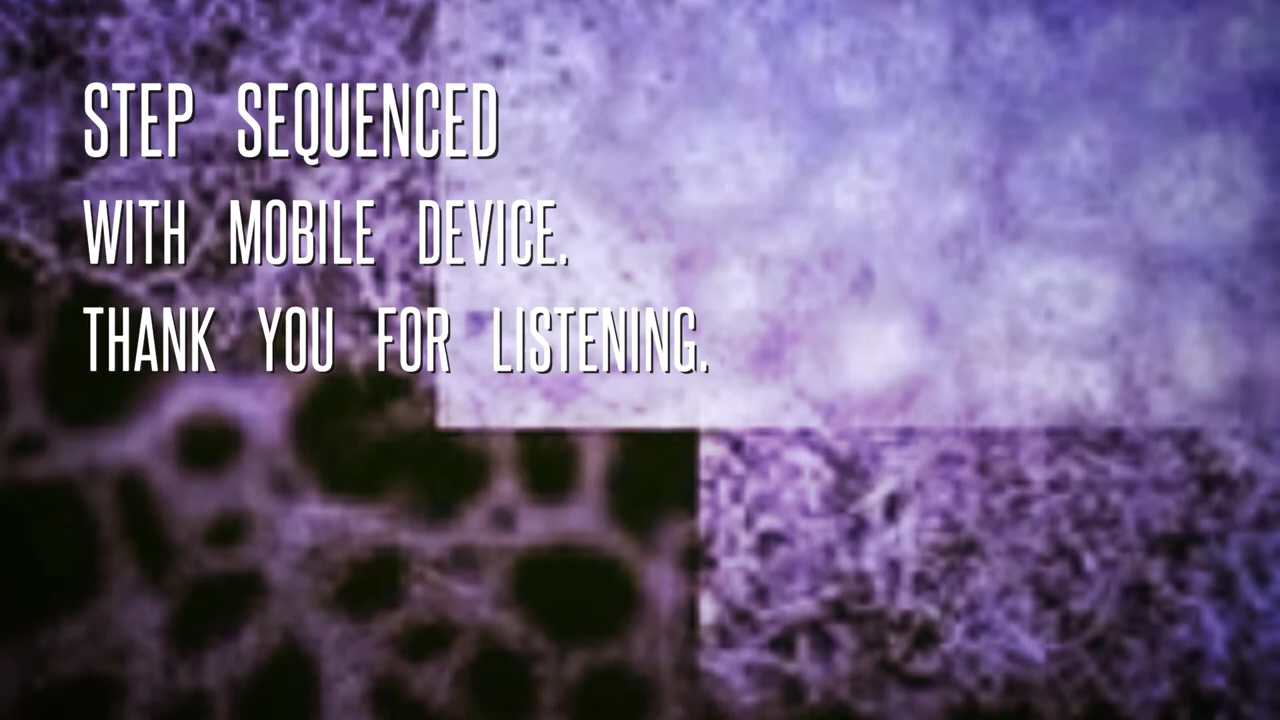 STEP SEQUENCED
WITH MOBILE DEVICE.
THANK YOU FOR LISTENING.